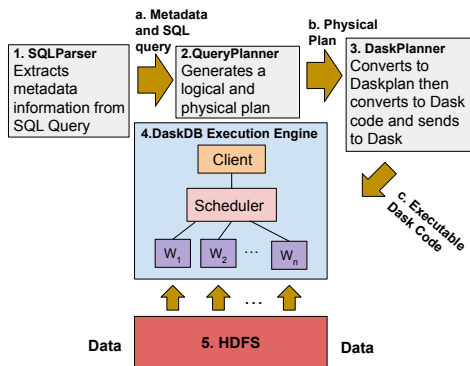 a. Metadata
and SQL
query
b. Physical
Plan
1. SQLParser
Extracts
metadata
information from
SQL Query
2.QueryPlanner
Generates a
logical and
physical plan
3. DaskPlanner
Converts to
Daskplan then
converts to Dask
code and sends
to Dask
4.DaskDB Execution Engine
Client
Scheduler
W1 W2 ... Wn
c. Executable
Dask Code
...
Data 5. HDFS Data